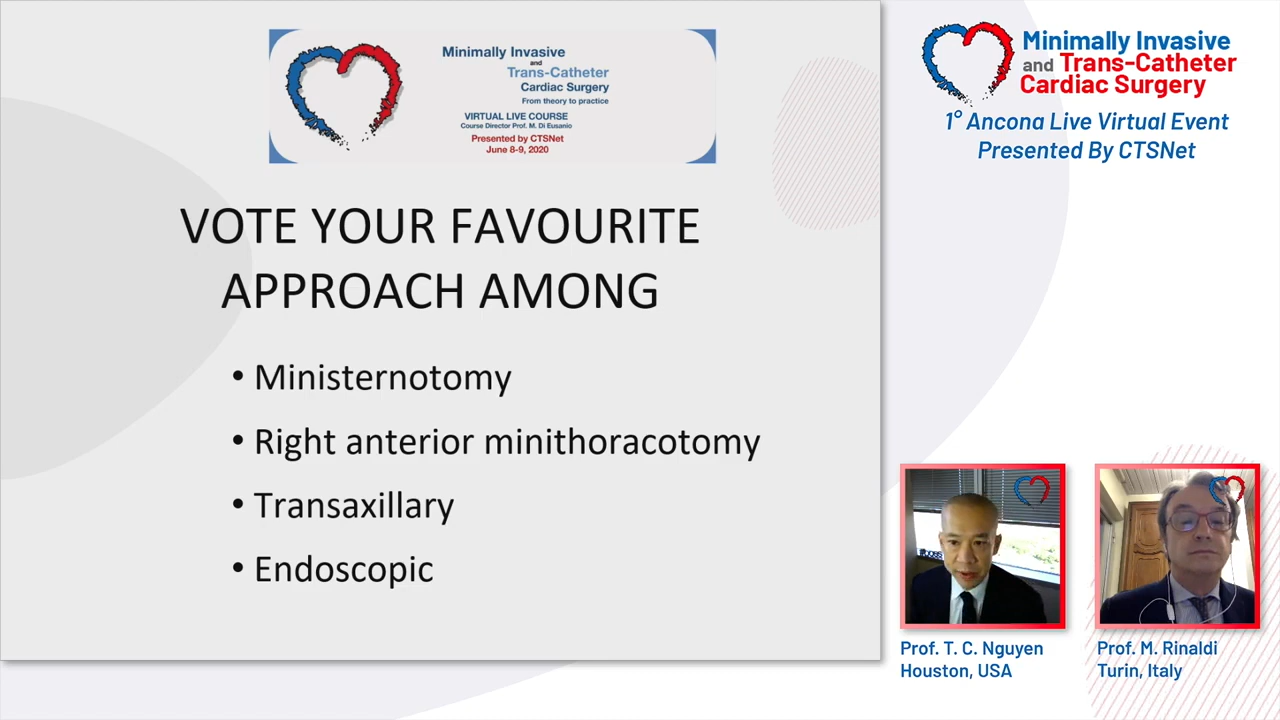 Minimally Invasive
and
Trans-Catheter
Cardiac Surgery
From theory to practice
VIRTUAL LIVE COURSE
Course Director Prof. M. Di Eusanio
Presented by CTSNet
June 8-9, 2020
VOTE YOUR FAVOURITE
APPROACH AMONG
• Ministernotomy
• Right anterior minithoracotomy
• Transaxillary
• Endoscopic
Minimally Invasive
and Trans-Catheter
Cardiac Surgery
1° Ancona Live Virtual Event
Presented By CTSNet
Prof. T. C. Nguyen
Houston, USA
Prof. M. Rinaldi
Turin, Italy